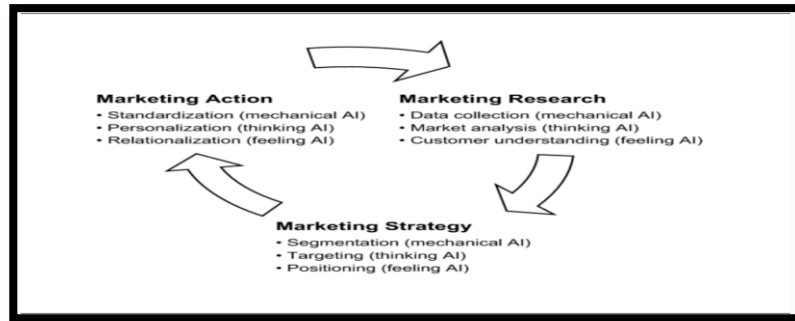 Marketing Action
• Standardization (mechanical AI)
• Personalization (thinking AI)
• Relationalization (feeling AI)
Marketing Research
• Data collection (mechanical AI)
• Market analysis (thinking AI)
• Customer understanding (feeling AI)
Marketing Strategy
• Segmentation (mechanical AI)
• Targeting (thinking AI)
• Positioning (feeling AI)